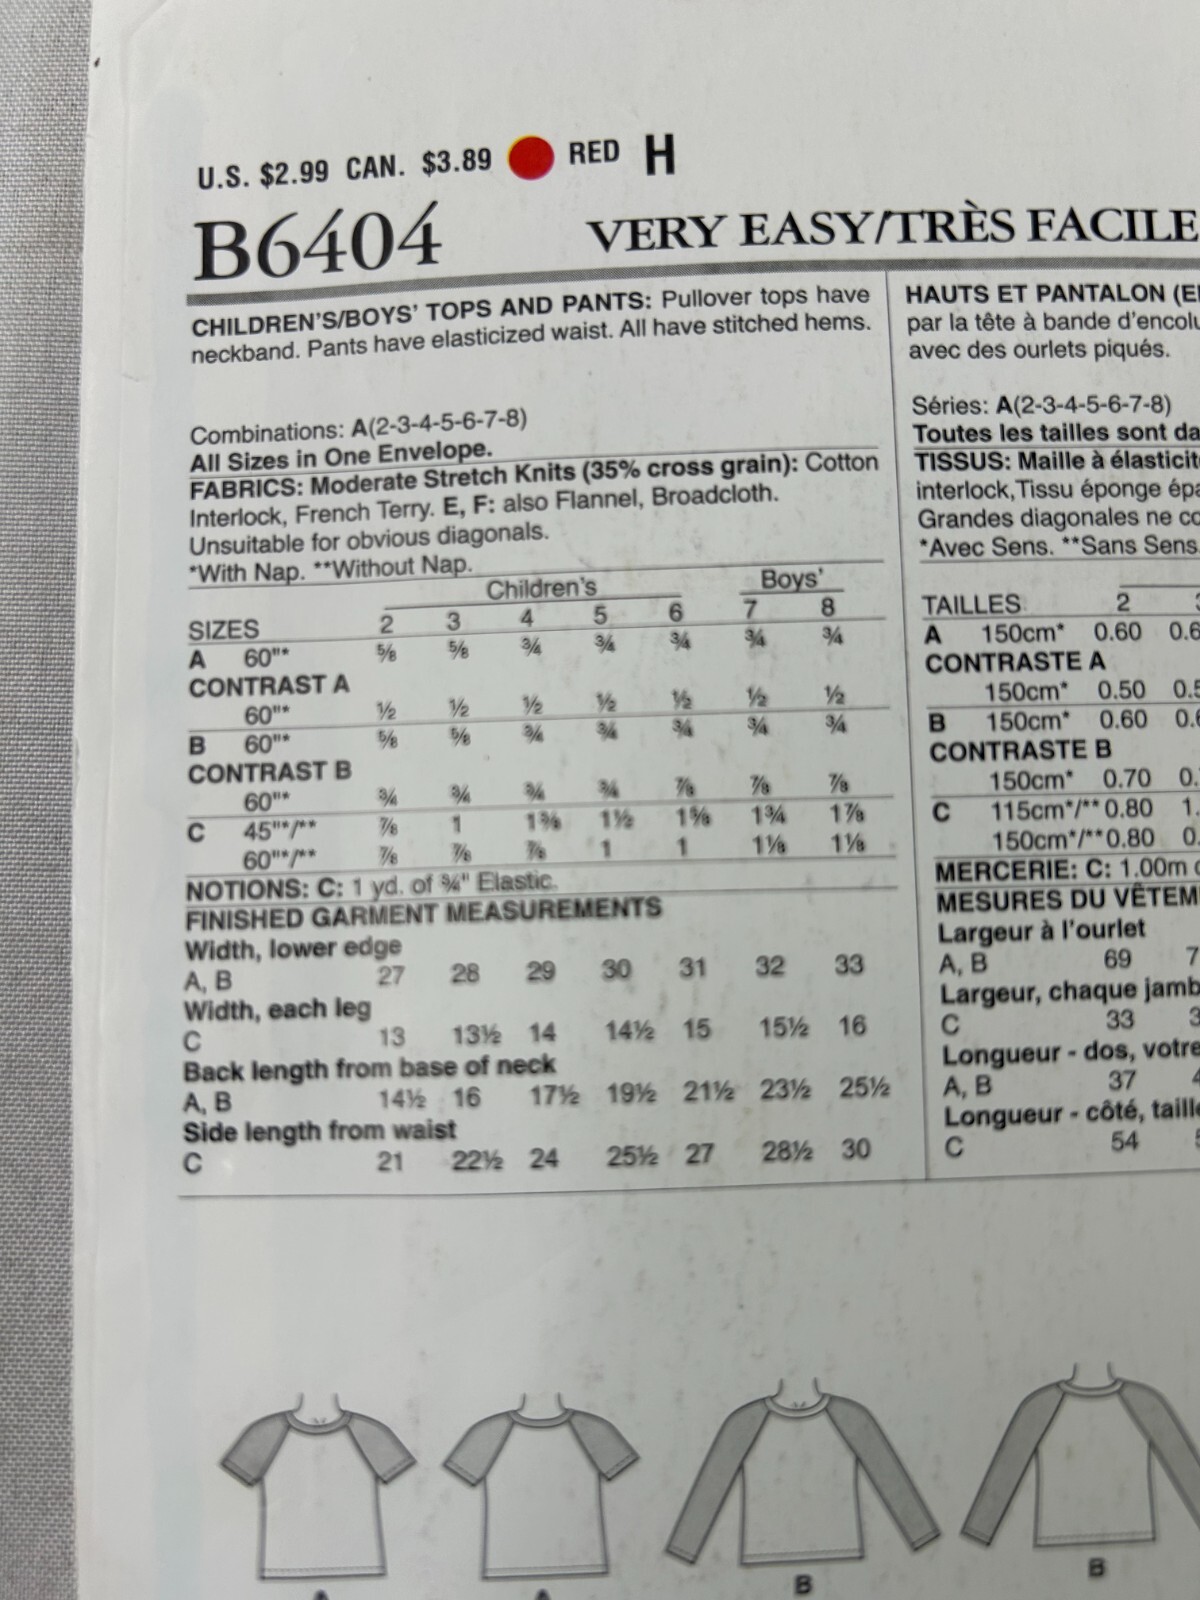 U.S. $2.99 CAN. $3.89 RED H
B6404 VERY EASY/TRÈS FACILE
CHILDREN'S/BOYS' TOPS AND PANTS: Pullover tops have
neckband. Pants have elasticized waist. All have stitched hems.
Combinations: A(2-3-4-5-6-7-8)
All Sizes in One Envelope.
FABRICS: Moderate Stretch Knits (35% cross grain): Cotton
Interlock, French Terry. E, F: also Flannel, Broadcloth.
Unsuitable for obvious diagonals.
*With Nap. **Without Nap.
Children's Boys'
SIZES 2 3 4 5 6 7 8
A 60"* ⅝ ⅝ ¾ ¾ ¾ ¾ ¾
CONTRAST A
60"* ½ ½ ½ ½ ½ ½ ½
B 60"* ⅝ ⅝ ¾ ¾ ¾ ¾ ¾
CONTRAST B
60"* ¾ ¾ ¾ ¾ ⅞ ⅞ ⅞
C 45"*/** ⅞ 1 1⅜ 1½ 1⅝ 1¾ 1⅞
60"*/** ⅞ ⅞ ⅞ 1 1 1⅛ 1⅛
NOTIONS: C: 1 yd. of ¾" Elastic.
FINISHED GARMENT MEASUREMENTS
Width, lower edge
A, B 27 28 29 30 31 32 33
Width, each leg
C 13 13½ 14 14½ 15 15½ 16
Back length from base of neck
A, B 14½ 16 17½ 19½ 21½ 23½ 25½
Side length from waist
C 21 22½ 24 25½ 27 28½ 30
HAUTS ET PANTALON
par la tête à bande d'encolu
avec des ourlets piqués.
Séries: A(2-3-4-5-6-7-8)
Toutes les tailles sont da
TISSUS: Maille à élasticit
interlock,Tissu éponge épa
Grandes diagonales ne co
*Avec Sens. **Sans Sens.
TAILLES 2
A 150cm* 0.60 0.6
CONTRASTE A
150cm* 0.50 0.5
B 150cm* 0.60 0.6
CONTRASTE B
150cm* 0.70 0.
C 115cm*/** 0.80 1.
150cm*/** 0.80 0.
MERCERIE: C: 1.00m
MESURES DU VÊTEM
Largeur à l'ourlet
A, B 69 7
Largeur, chaque jamb
C 33 3
Longueur - dos, votre
A, B 37
Longueur - côté, taille
C 54
A A B B